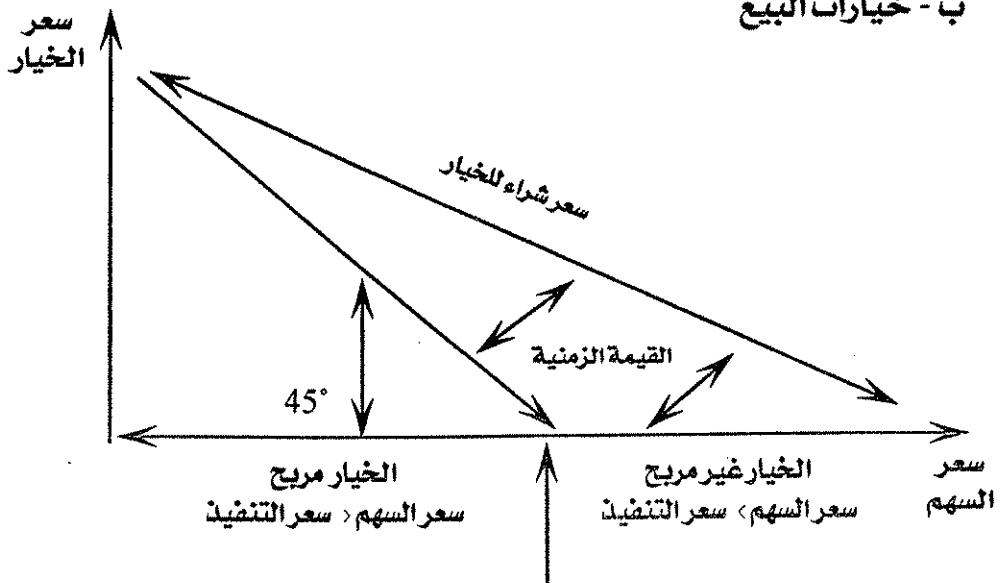 ب - خيارات البيع
سعر
الخيار
سعر شراء للخيار
القيمة الزمنية
45°
الخيار مربح
سعر السهم < سعر التنفيذ
الخيار غير مربح
سعر السهم > سعر التنفيذ
سعر
السهم